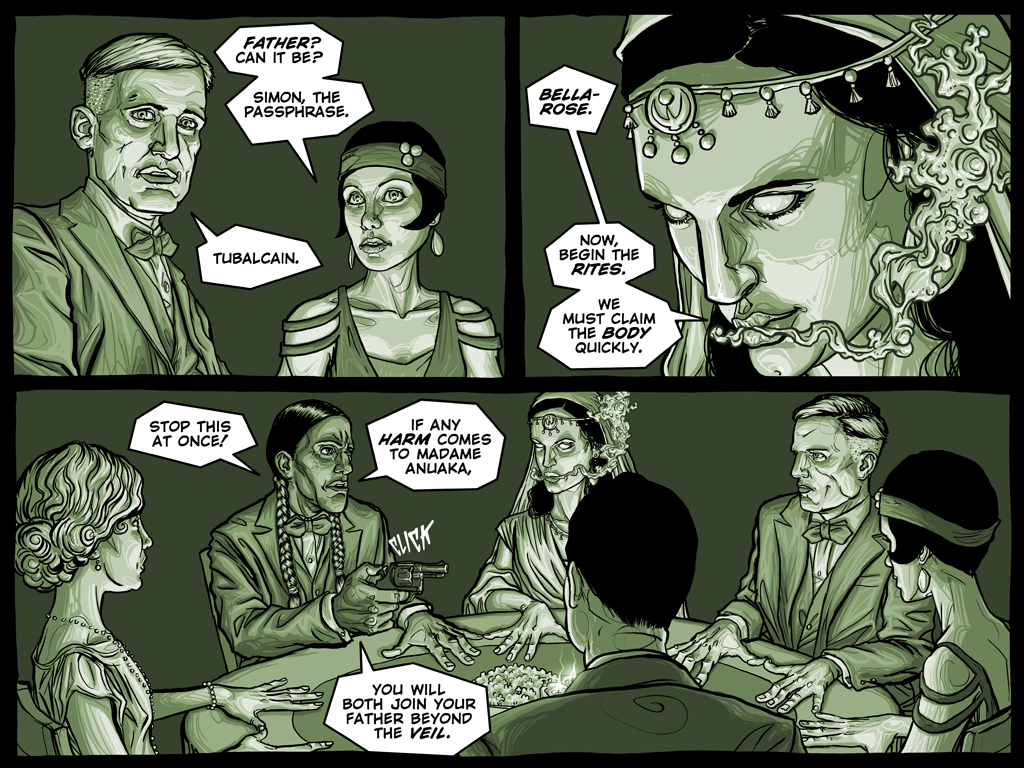 FATHER?
CAN IT BE?
SIMON, THE
PASSPHRASE.
TUBALCAIN.
BELLA-
ROSE.
NOW,
BEGIN THE
RITES.
WE
MUST CLAIM
THE BODY
QUICKLY.
STOP THIS
AT ONCE!
IF ANY
HARM COMES
TO MADAME
ANUAKA,
CLICK
YOU WILL
BOTH JOIN YOUR
FATHER BEYOND
THE VEIL.